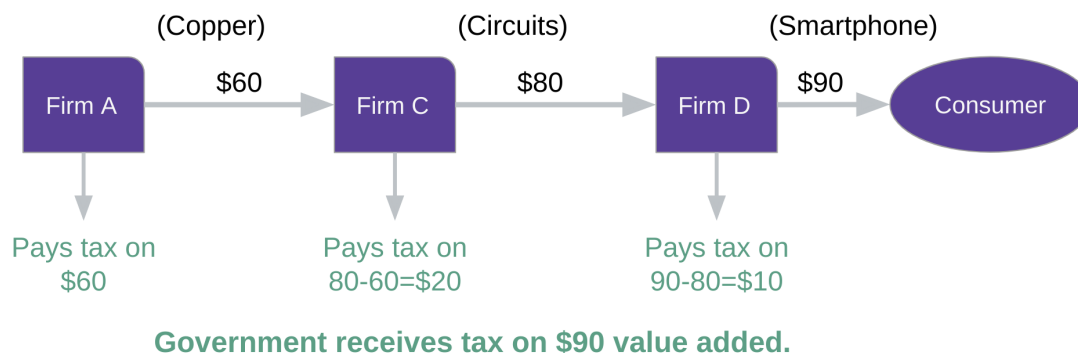 (Copper) (Circuits) (Smartphone)
$60 $80 $90
Firm A Firm C Firm D Consumer
Pays tax on Pays tax on Pays tax on
$60 80-60=$20 90-80=$10
Government receives tax on $90 value added.